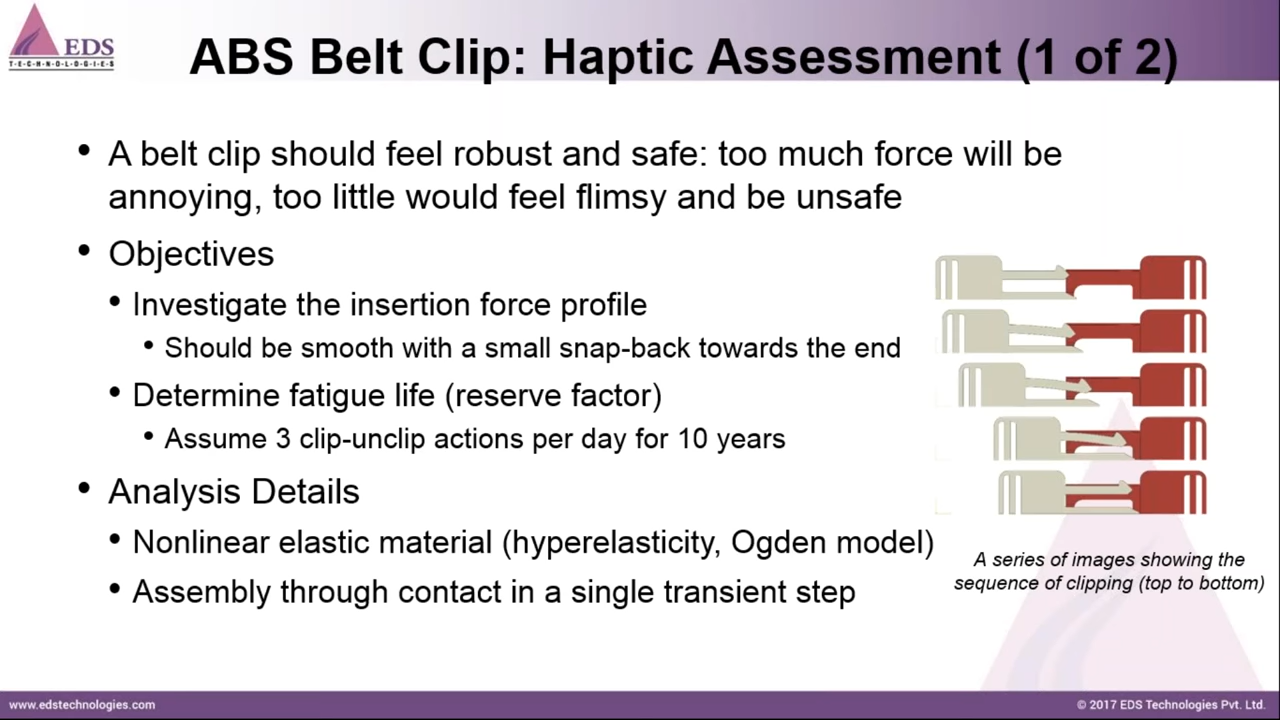 EDS
TECHNOLOGIES
ABS Belt Clip: Haptic Assessment (1 of 2)
• A belt clip should feel robust and safe: too much force will be
annoying, too little would feel flimsy and be unsafe
• Objectives
• Investigate the insertion force profile
• Should be smooth with a small snap-back towards the end
• Determine fatigue life (reserve factor)
• Assume 3 clip-unclip actions per day for 10 years
• Analysis Details
• Nonlinear elastic material (hyperelasticity, Ogden model)
• Assembly through contact in a single transient step
A series of images showing the
sequence of clipping (top to bottom)
www.edstechnologies.com
© 2017 EDS Technologies Pvt. Ltd.